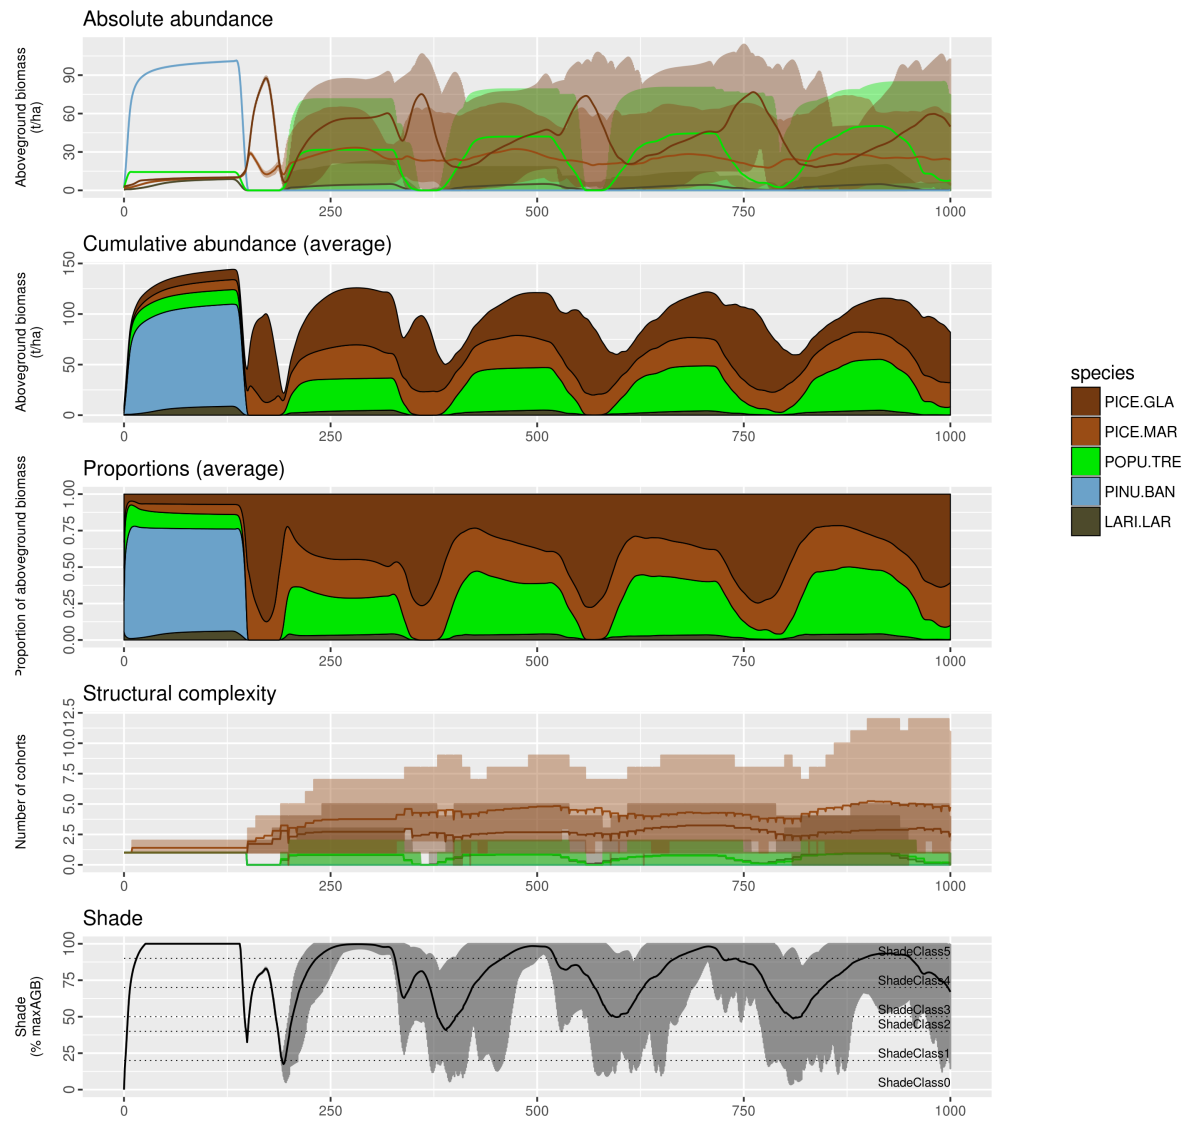 Absolute abundance
Aboveground biomass
(t/ha)
90
60
30
0
0 250 500 750 1000
Cumulative abundance (average)
Aboveground biomass
(t/ha)
150
100
50
0
0 250 500 750 1000
Proportions (average)
Proportion of aboveground biomass
1.00
0.75
0.50
0.25
0.00
0 250 500 750 1000
Structural complexity
Number of cohorts
12.5
10.0
7.5
5.0
2.5
0.0
0 250 500 750 1000
Shade
Shade
(% maxAGB)
100
75
50
25
0
ShadeClass5
ShadeClass4
ShadeClass3
ShadeClass2
ShadeClass1
ShadeClass0
0 250 500 750 1000
species
PICE.GLA
PICE.MAR
POPU.TRE
PINU.BAN
LARI.LAR